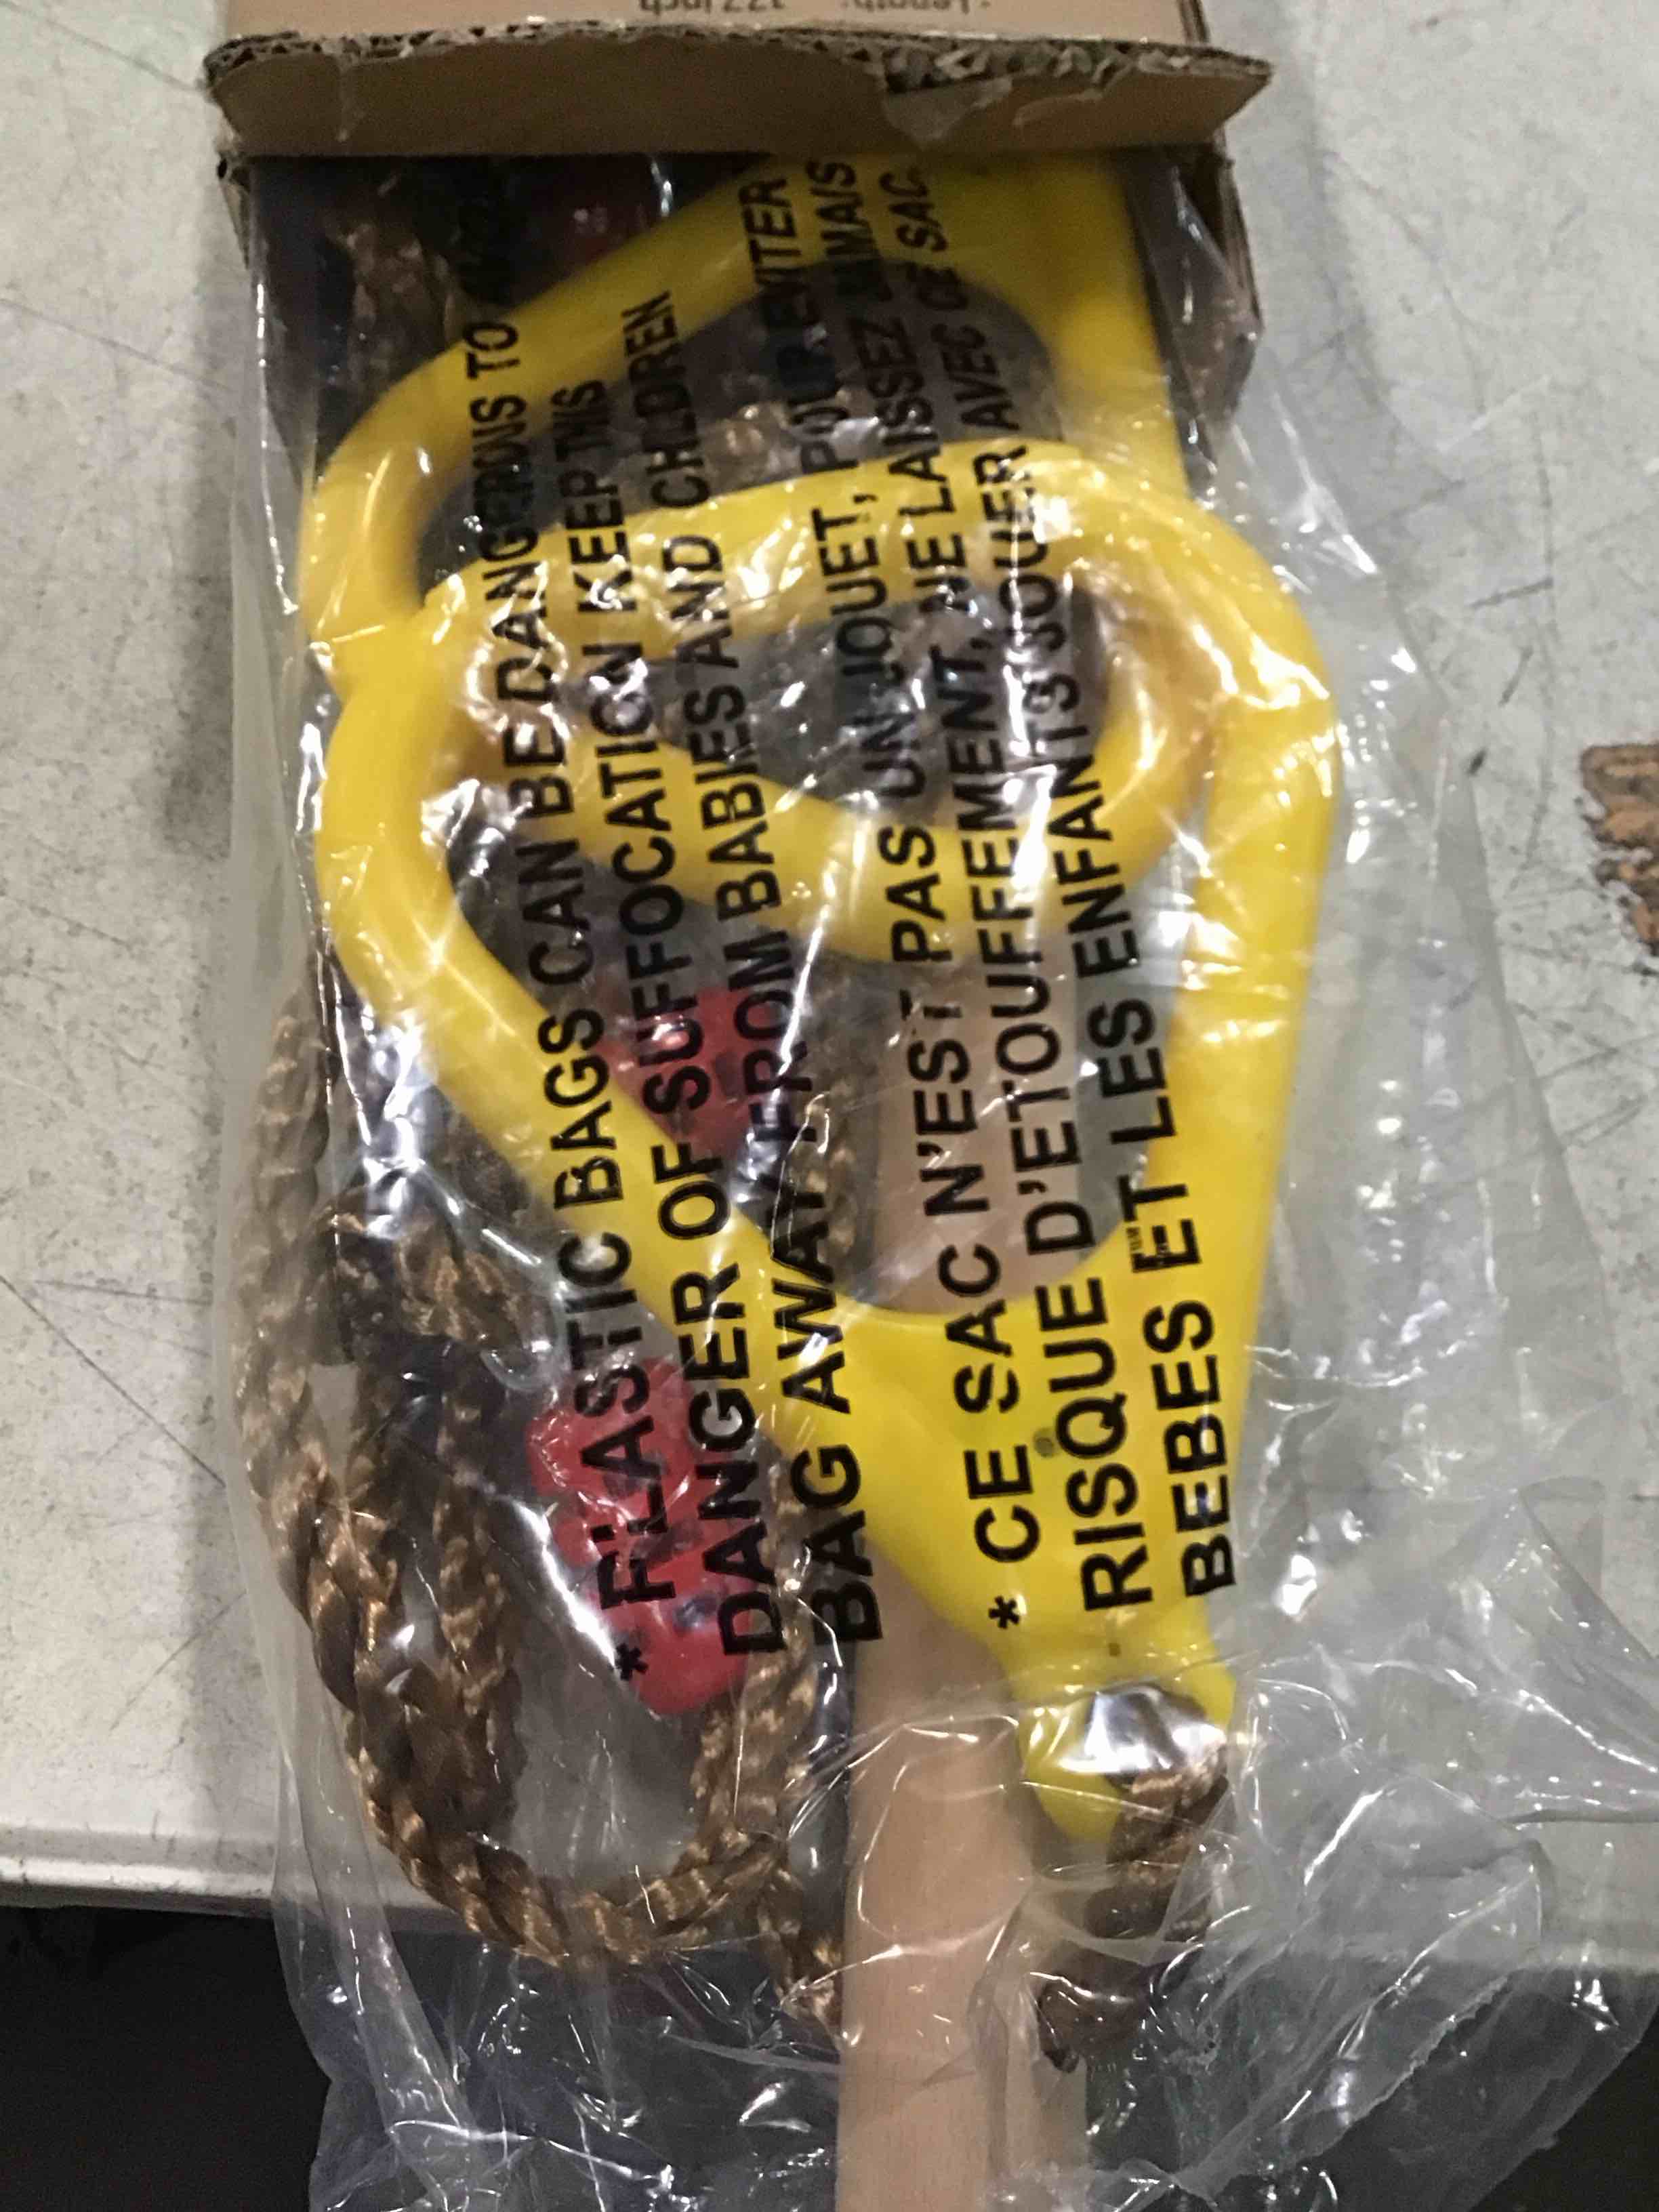 Length: inch
* PLASTIC BAGS CAN BE DANGEROUS TO
DANGER OF SUFFOCATION KEEP THIS
BAG AWAY FROM BABIES AND CHILDREN
* CE SAC N'EST PAS UN JOUET, POUR EVITER
RISQUE D'ETOUFFEMENT, NE LAISSEZ JAMAIS
BEBES ET LES ENFANTS JOUER AVEC CE SAC.